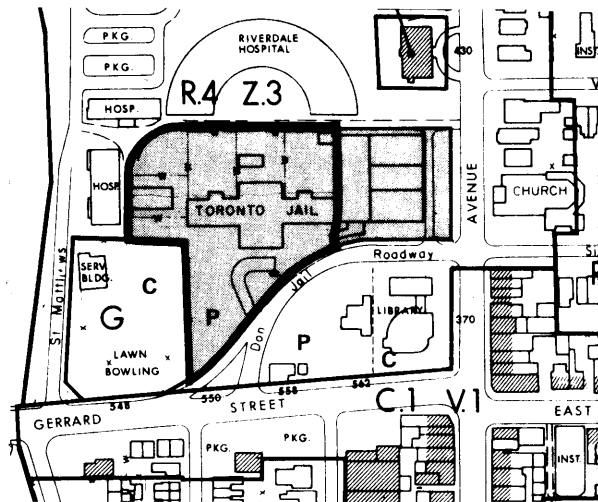 PKG.
PKG.
HOSP.
RIVERDALE
HOSPITAL
R.4 Z.3
430
INST.
HOSP.
TORONTO JAIL
AVENUE
CHURCH
St Matthews
SERV.
BLDG.
C
G
LAWN
BOWLING
P
Don Jail Roadway
P
LIBRARY
C
370
548
550
558
562
GERRARD STREET EAST
C.1 V.1
PKG.
PKG.
INST.